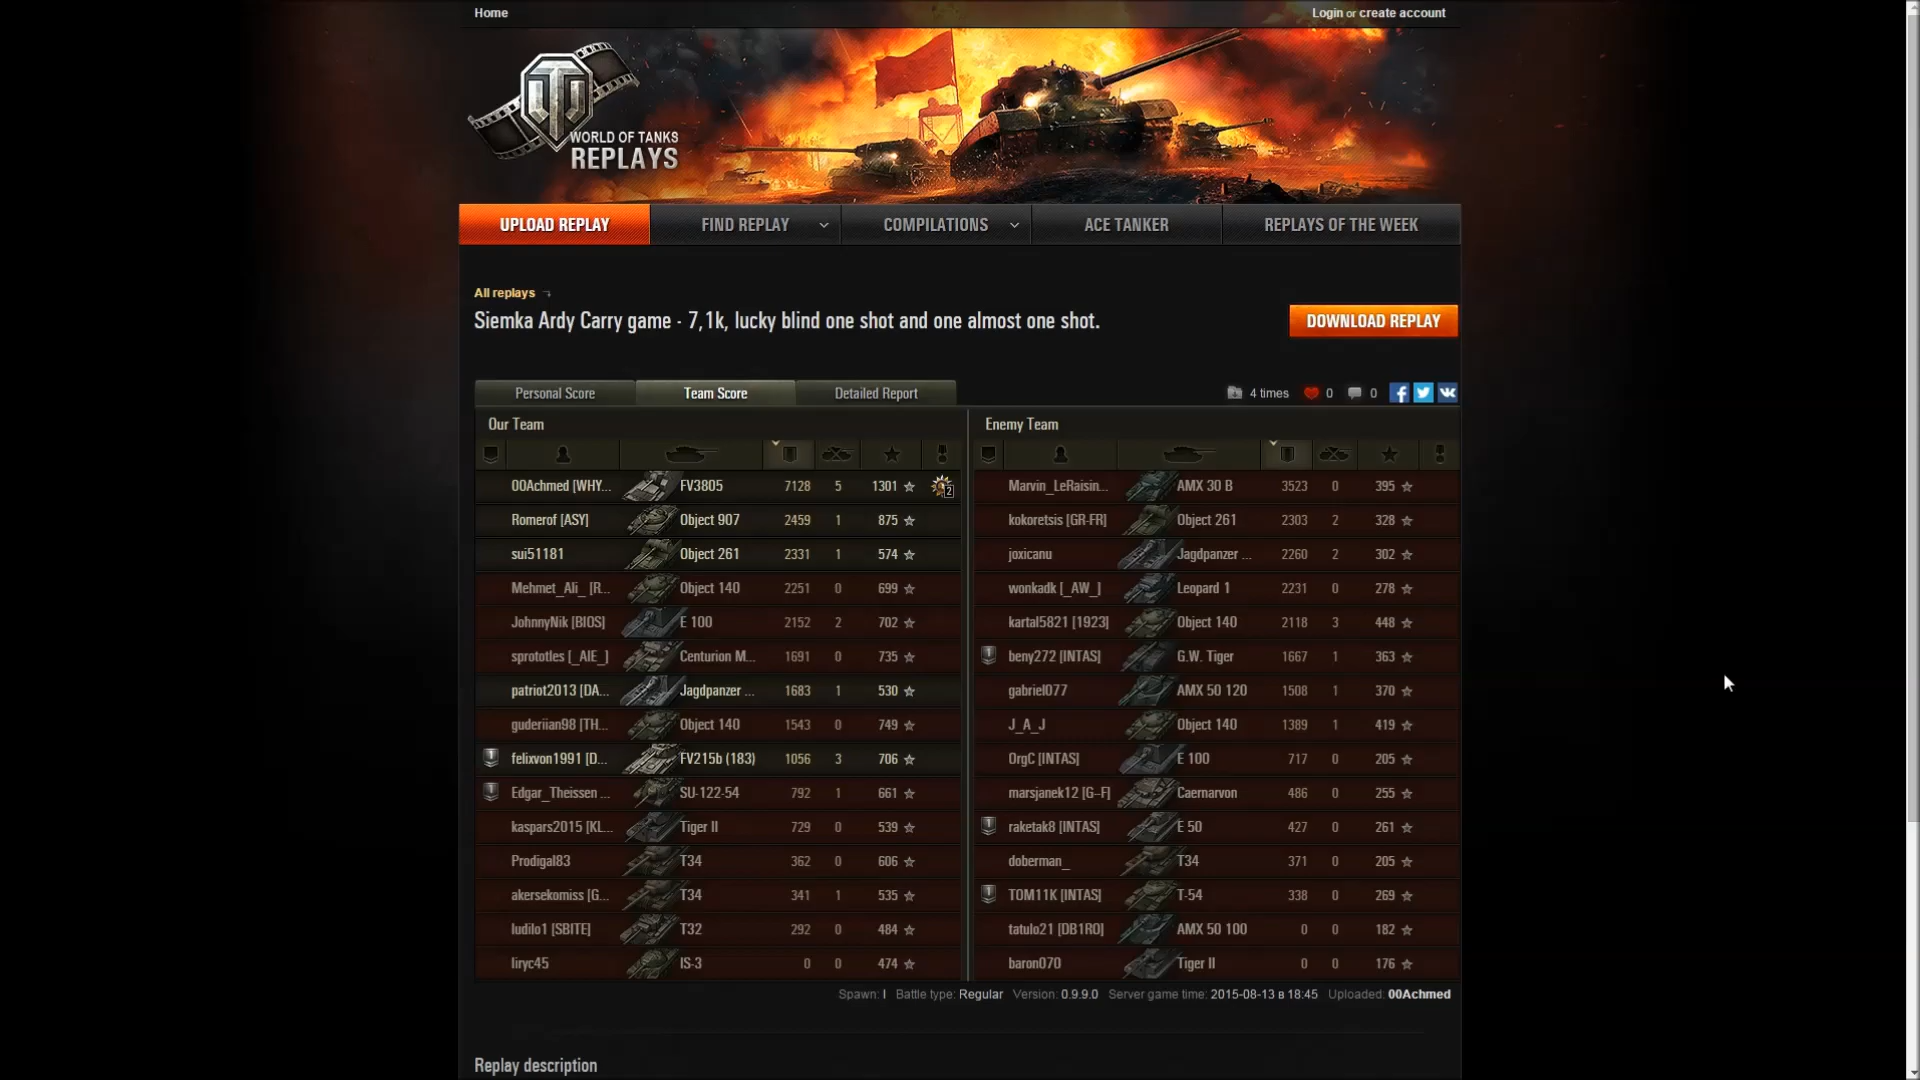 Home
Login or create account
WORLD OF TANKS
REPLAYS
UPLOAD REPLAY
FIND REPLAY
COMPILATIONS
ACE TANKER
REPLAYS OF THE WEEK
All replays
Siemka Ardy Carry game - 7,1k, lucky blind one shot and one almost one shot.
DOWNLOAD REPLAY
Personal Score
Team Score
Detailed Report
4 times 0 0
Our Team
00Achmed [WHY... FV3805 7128 5 1301 2
Romerof [ASY] Object 907 2459 1 875
sui51181 Object 261 2331 1 574
Mehmet_Ali_ [R... Object 140 2251 0 699
JohnnyNik [BIOS] E 100 2152 2 702
sprototles [_AIE_] Centurion M... 1691 0 735
patriot2013 [DA... Jagdpanzer ... 1683 1 530
guderiian98 [TH... Object 140 1543 0 749
felixvon1991 [D... FV215b (183) 1056 3 706
Edgar_Theissen ... SU-122-54 792 1 661
kaspars2015 [KL... Tiger II 729 0 539
Prodigal83 T34 362 0 606
akersekomiss [G... T34 341 1 535
ludilo1 [SBITE] T32 292 0 484
liryc45 IS-3 0 0 474
Enemy Team
Marvin_LeRaisin... AMX 30 B 3523 0 395
kokoretsis [GR-FR] Object 261 2303 2 328
joxicanu Jagdpanzer ... 2260 2 302
wonkadk [_AW_] Leopard 1 2231 0 278
kartal5821 [1923] Object 140 2118 3 448
beny272 [INTAS] G.W. Tiger 1667 1 363
gabriel077 AMX 50 120 1508 1 370
J_A_J Object 140 1389 1 419
OrgC [INTAS] E 100 717 0 205
marsjanek12 [G-F] Caernarvon 486 0 255
raketak8 [INTAS] E 50 427 0 261
doberman_ T34 371 0 205
TOM11K [INTAS] T-54 338 0 269
tatulo21 [DB1RO] AMX 50 100 0 0 182
baron070 Tiger II 0 0 176
Spawn: I Battle type: Regular Version: 0.9.9.0 Server game time: 2015-08-13 в 18:45 Uploaded: 00Achmed
Replay description